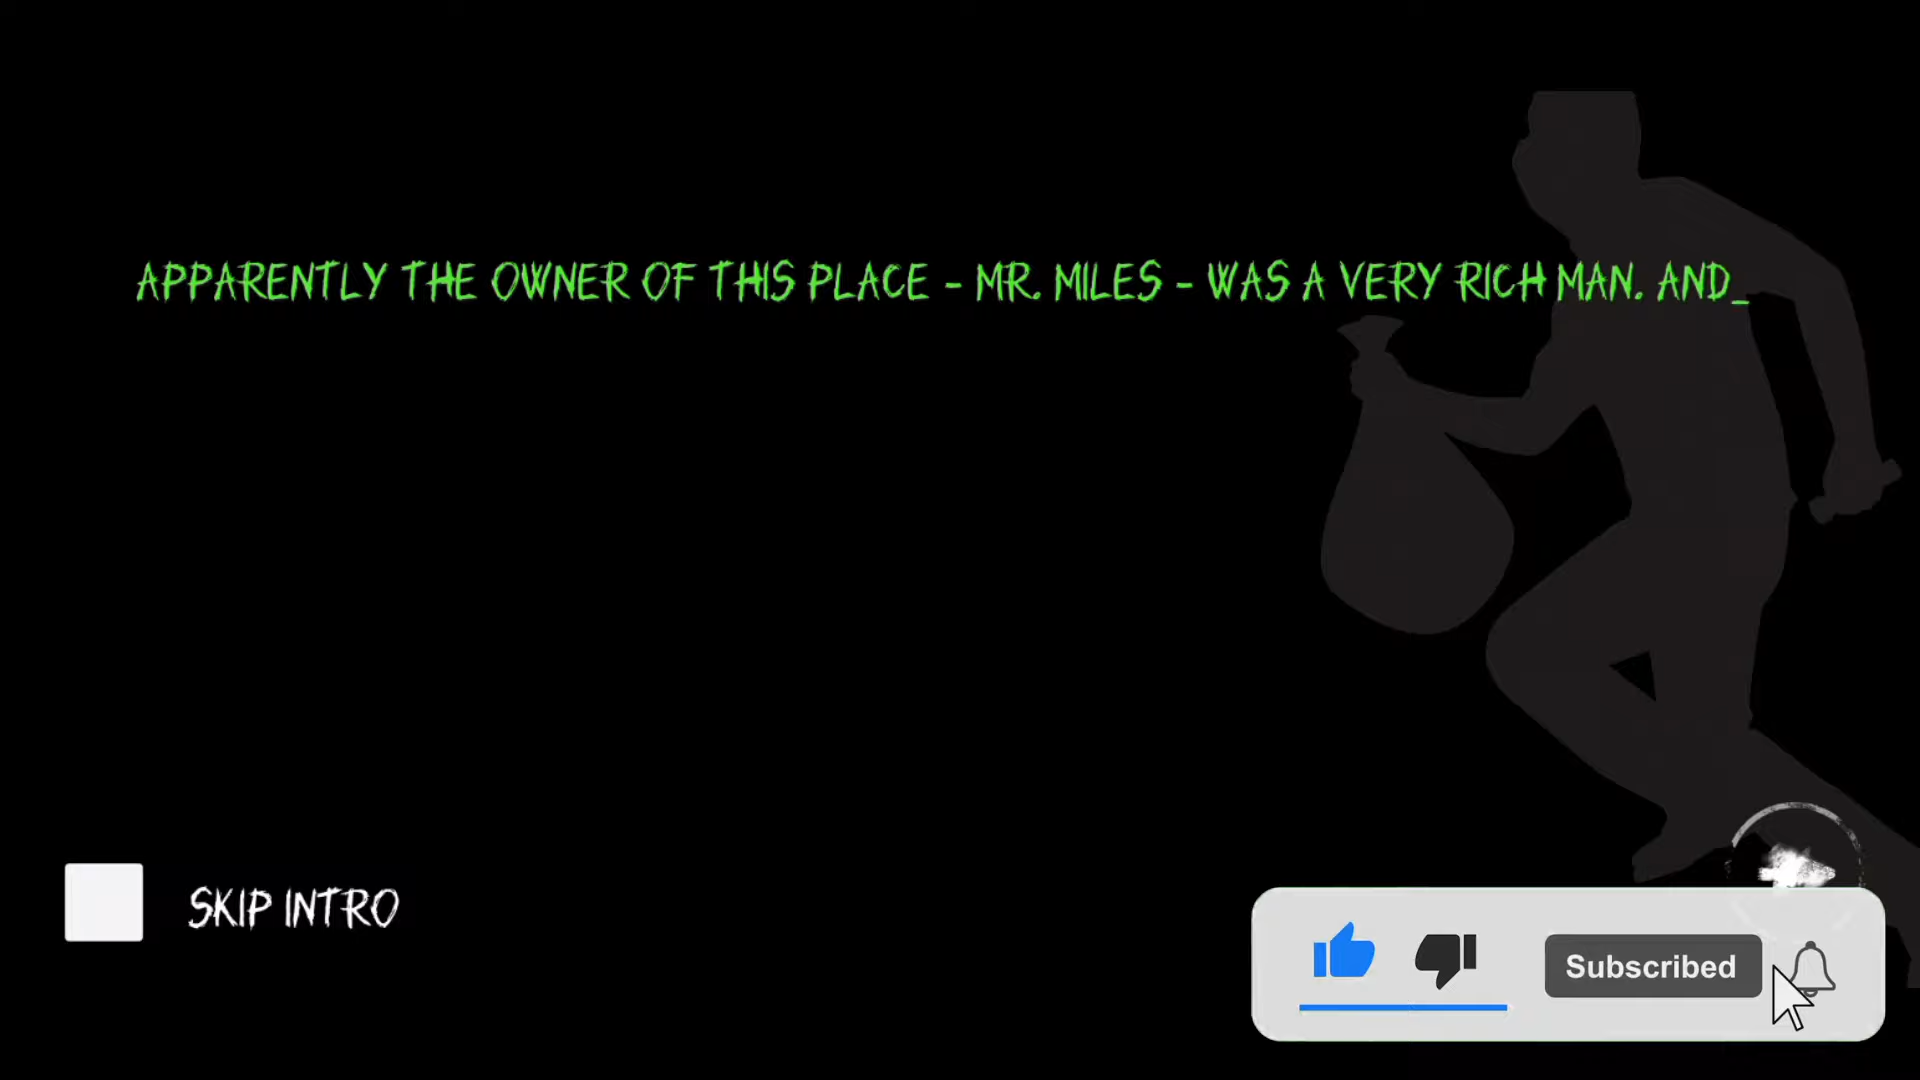 APPARENTLY THE OWNER OF THIS PLACE - MR. MILES - WAS A VERY RICH MAN. AND_
SKIP INTRO
Subscribed